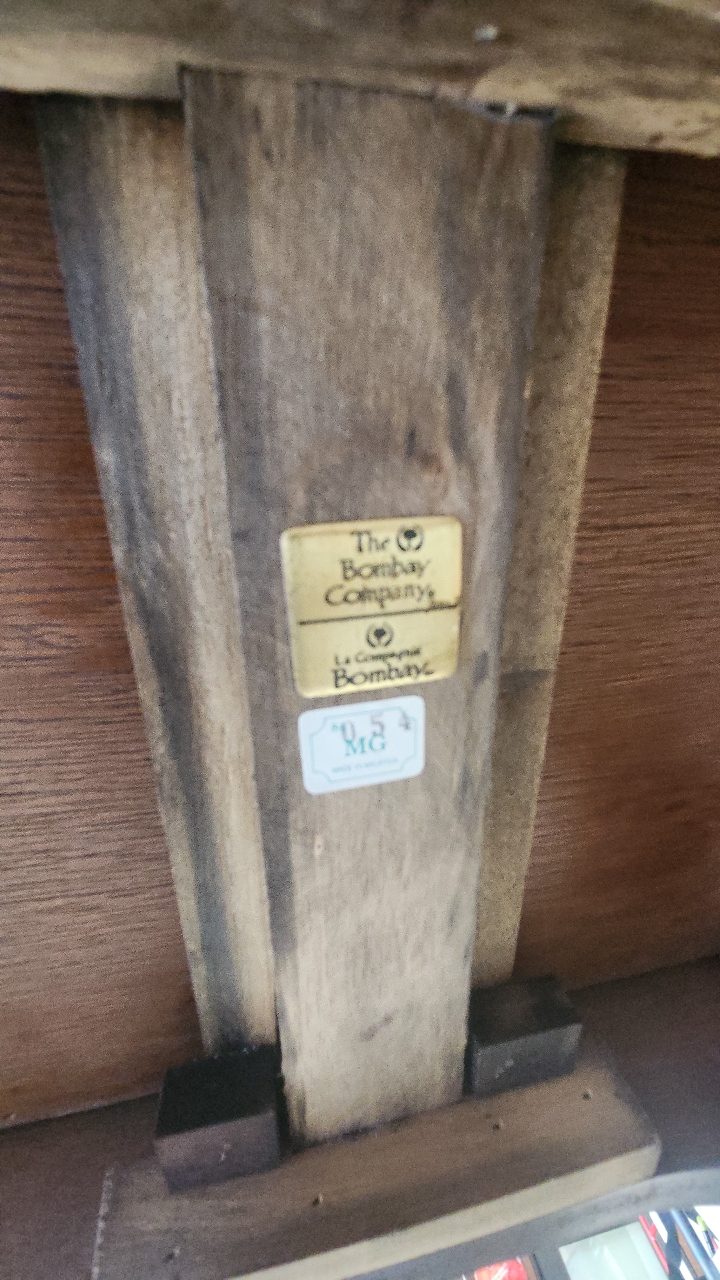 The
Bombay
Company
La Compagnie
Bombay
054
MG